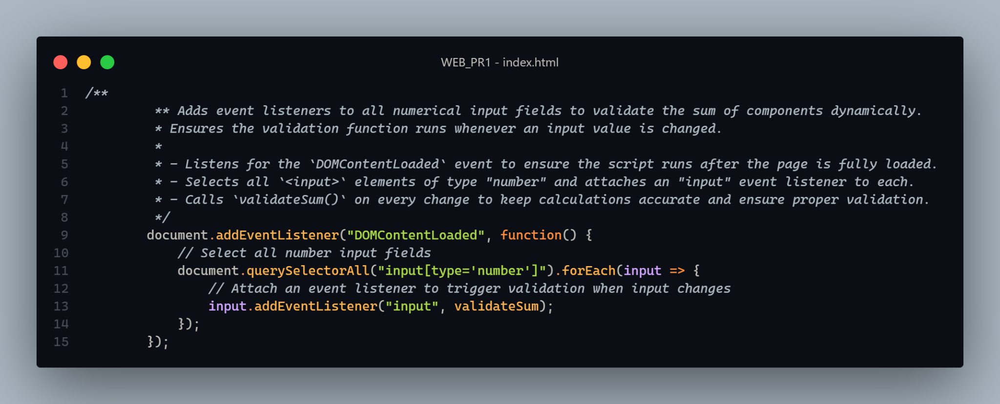 WEB_PR1 - index.html
1 /**
2 ** Adds event listeners to all numerical input fields to validate the sum of components dynamically.
3 * Ensures the validation function runs whenever an input value is changed.
4 *
5 * - Listens for the `DOMContentLoaded` event to ensure the script runs after the page is fully loaded.
6 * - Selects all `<input>` elements of type "number" and attaches an "input" event listener to each.
7 * - Calls `validateSum()` on every change to keep calculations accurate and ensure proper validation.
8 */
9 document.addEventListener("DOMContentLoaded", function() {
10 // Select all number input fields
11 document.querySelectorAll("input[type='number']").forEach(input => {
12 // Attach an event listener to trigger validation when input changes
13 input.addEventListener("input", validateSum);
14 });
15 });